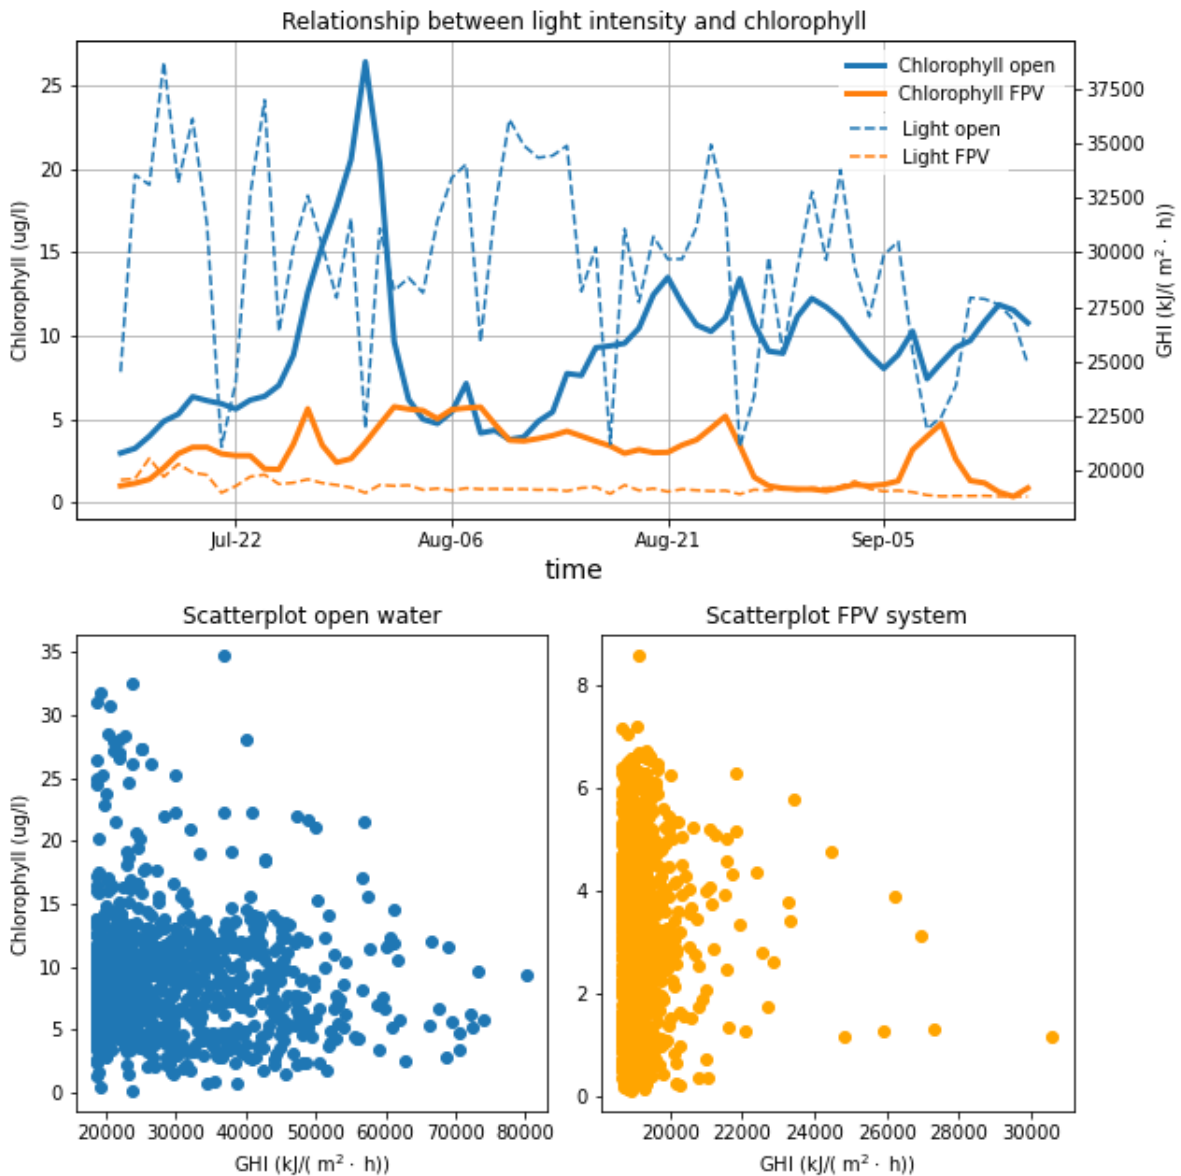 Relationship between light intensity and chlorophyll
Chlorophyll (ug/l)
25
20
15
10
5
0
Chlorophyll open
Chlorophyll FPV
Light open
Light FPV
37500
35000
32500
30000
27500
25000
22500
20000
GHI (kJ/( m² · h))
Jul-22 Aug-06 Aug-21 Sep-05
time
Scatterplot open water
Chlorophyll (ug/l)
35
30
25
20
15
10
5
0
20000 30000 40000 50000 60000 70000 80000
GHI (kJ/( m² · h))
Scatterplot FPV system
8
6
4
2
0
20000 22000 24000 26000 28000 30000
GHI (kJ/( m² · h))